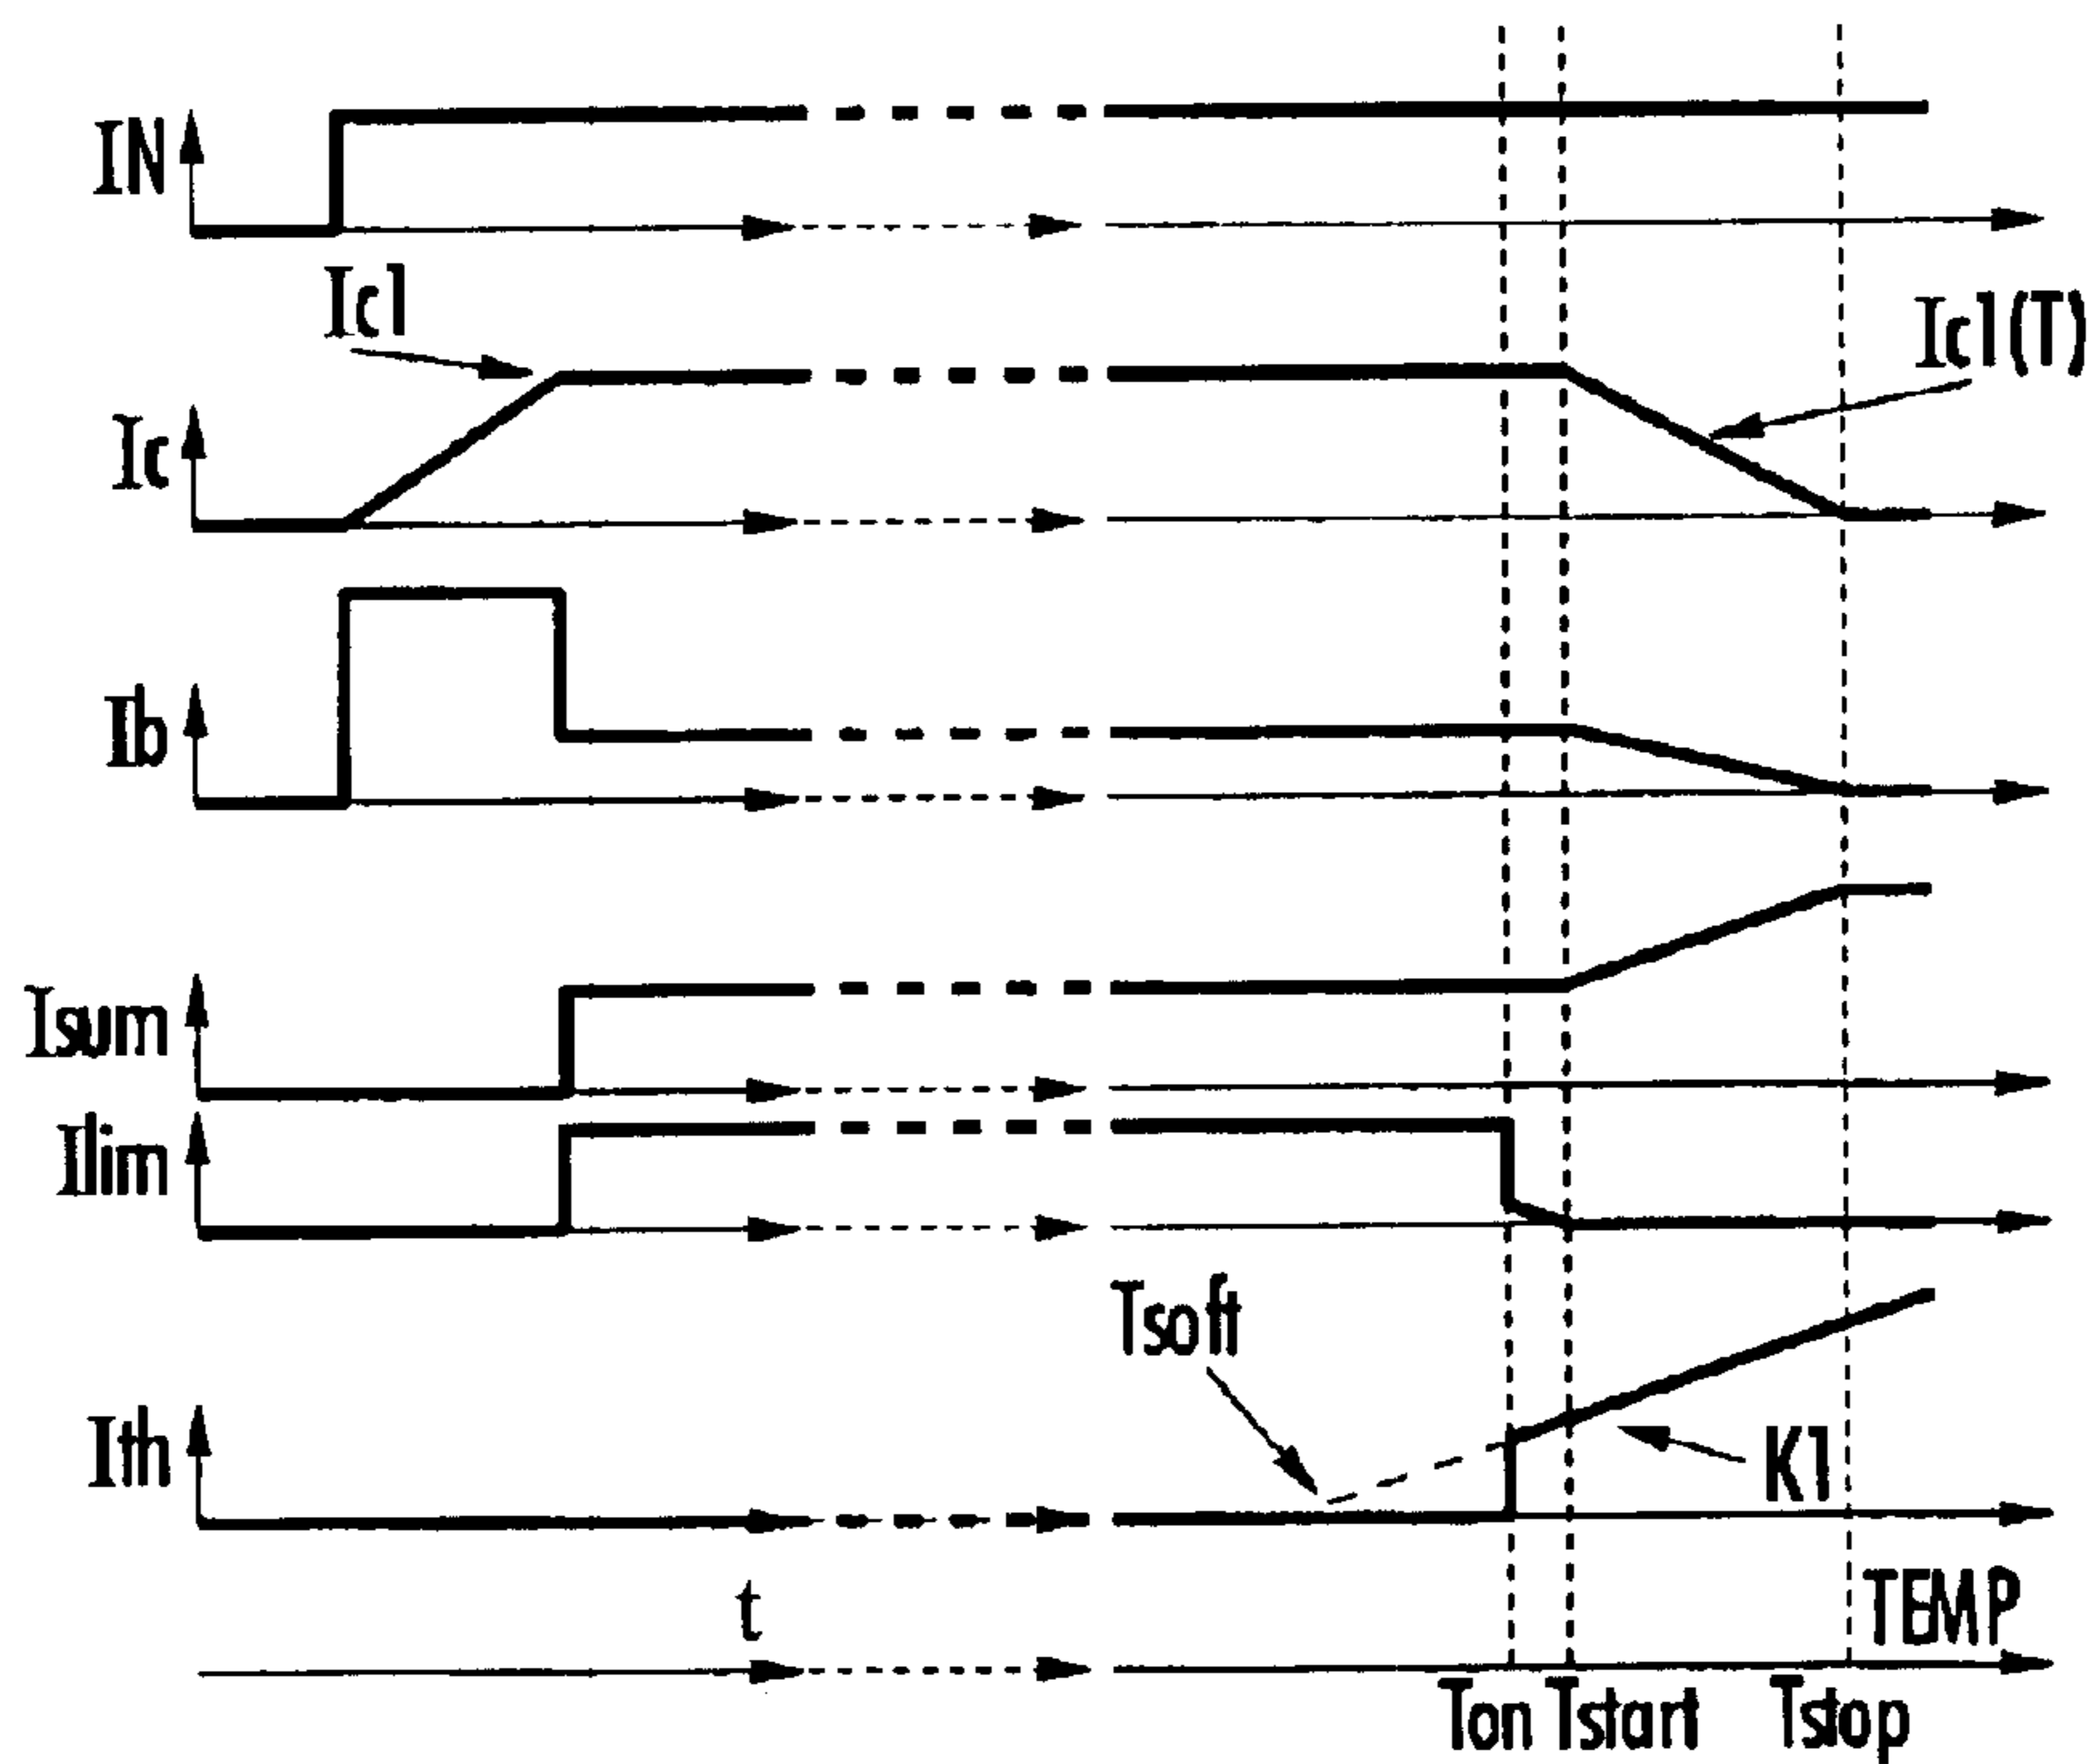 IN
Icl
Icl(T)
Ic
Ib
Isum
Ilim
Tsoft
Ith
K1
t
TEMP
Ton Tstart Tstop